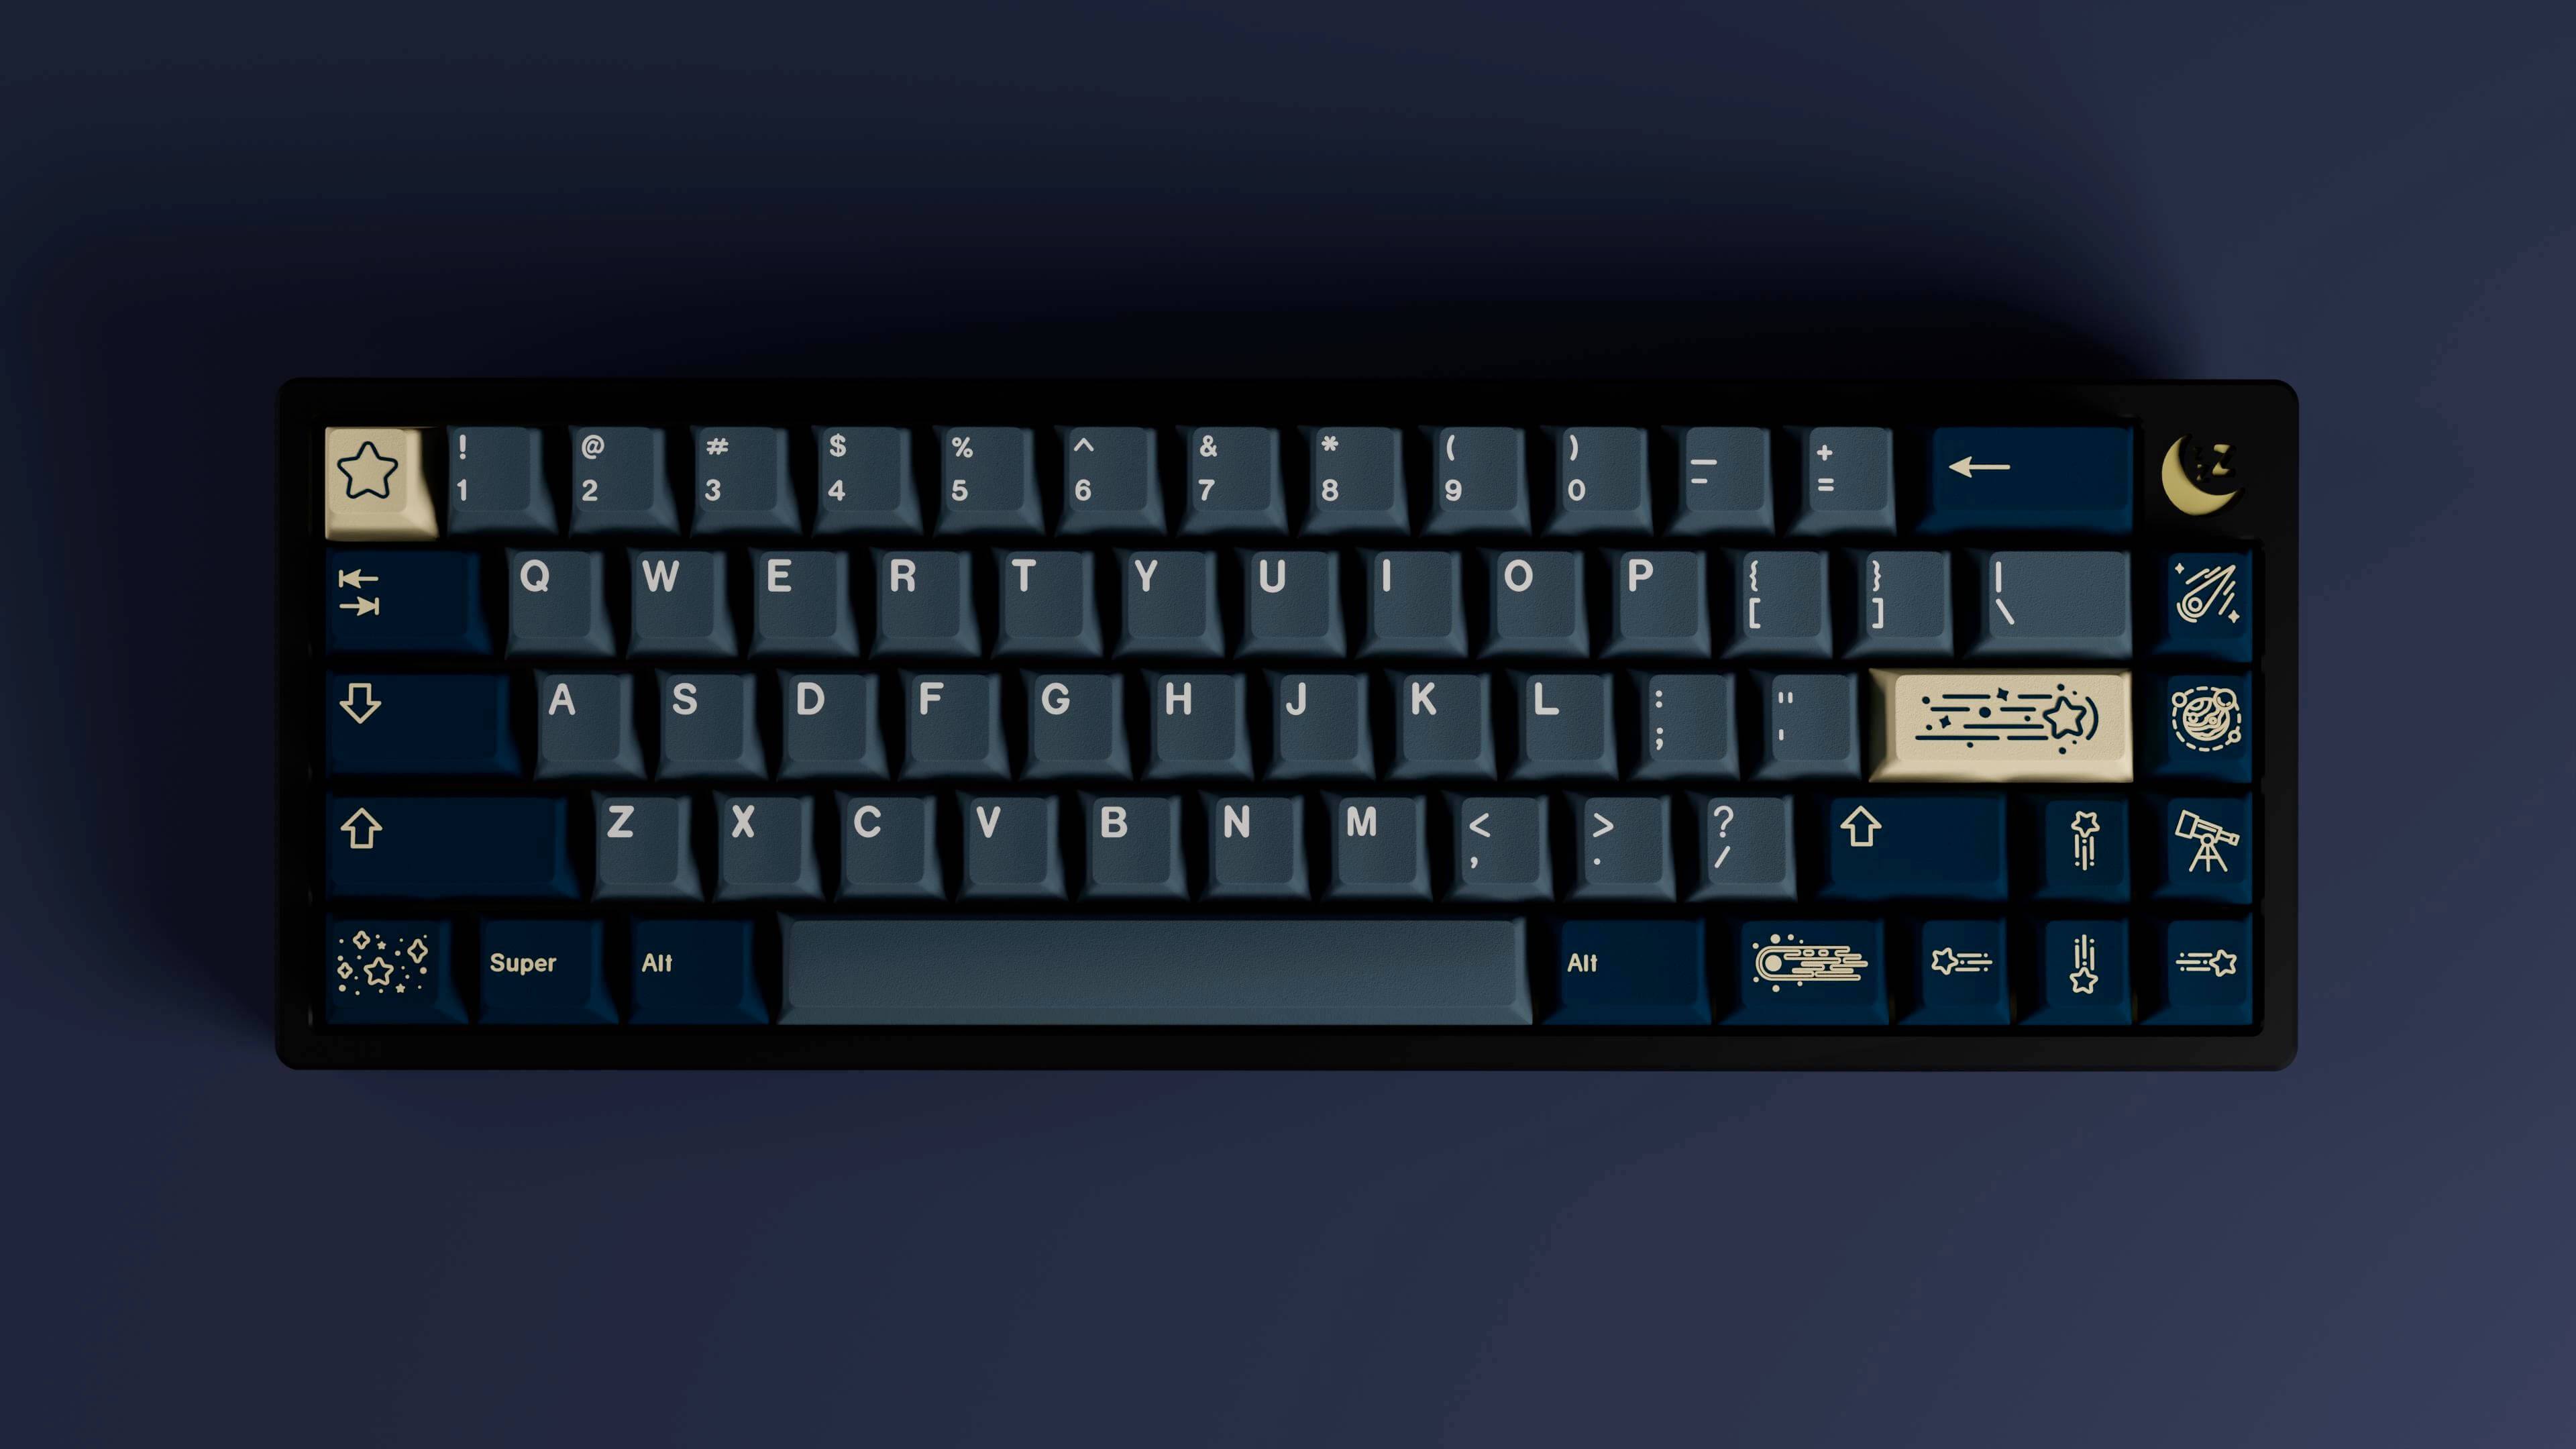 ! @ # $ % ^ & * ( ) _ +
1 2 3 4 5 6 7 8 9 0 - =
Q W E R T Y U I O P { } |
[ ] \
A S D F G H J K L : "
; '
Z X C V B N M < > ?
, . /
Super Alt Alt